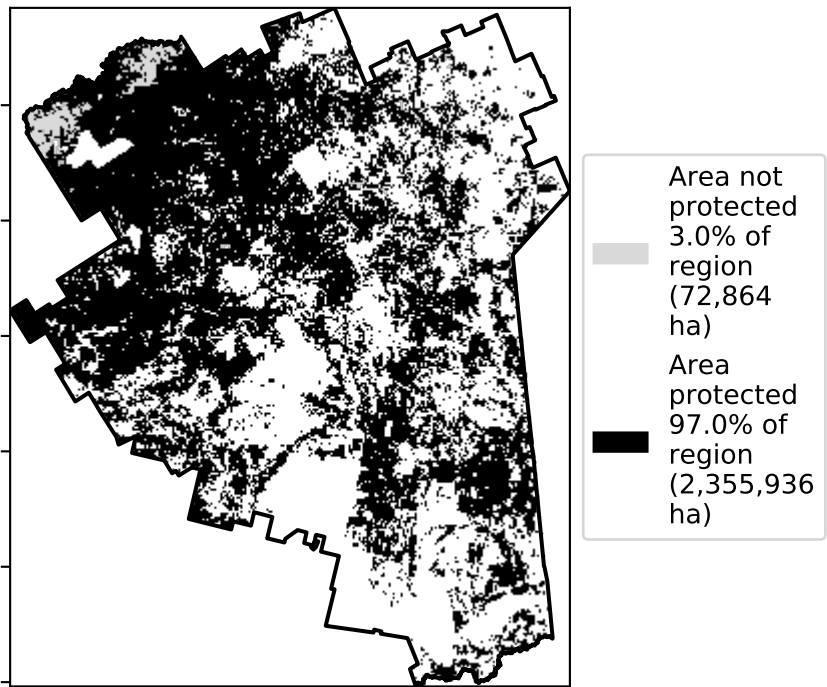 Area not
protected
3.0% of
region
(72,864
ha)
Area
protected
97.0% of
region
(2,355,936
ha)